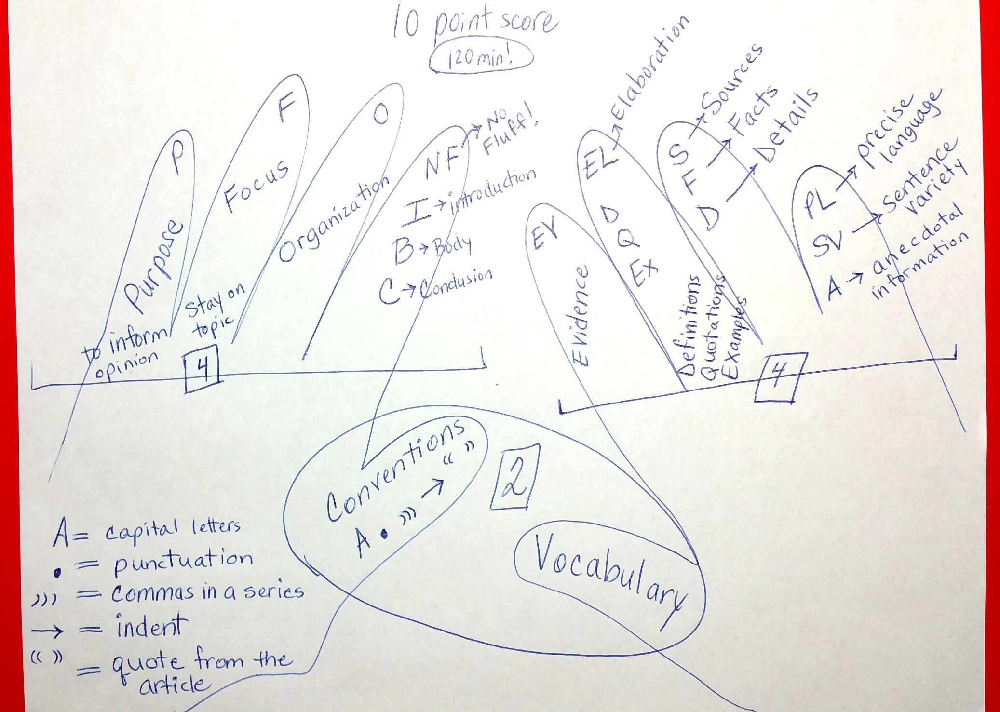 10 point score
120 min!
P
Purpose
to inform
opinion
F
Focus
Stay on
topic
O
Organization
NF → No
Fluff!
I → introduction
B → Body
C → Conclusion
4
EV
Evidence
EL → Elaboration
D
Q
Ex
Definitions
Quotations
Examples
S → Sources
F → Facts
D → Details
PL → precise
language
SV → sentence
variety
A → anecdotal
information
4
Conventions
A • ,,, → “ ”
2
Vocabulary
A = capital letters
• = punctuation
,,, = commas in a series
→ = indent
“ ” = quote from the
article